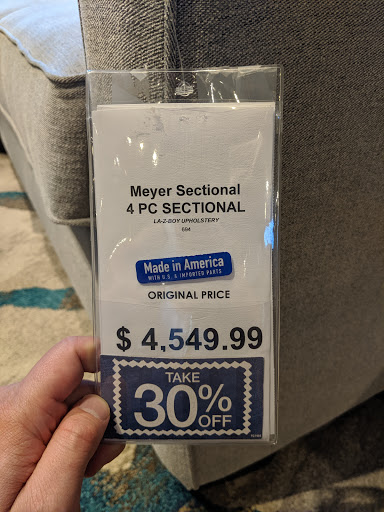 Meyer Sectional
4 PC SECTIONAL
LA-Z-BOY UPHOLSTERY
694
Made in America
WITH U.S. & IMPORTED PARTS
ORIGINAL PRICE
$ 4,549.99
TAKE
30% OFF